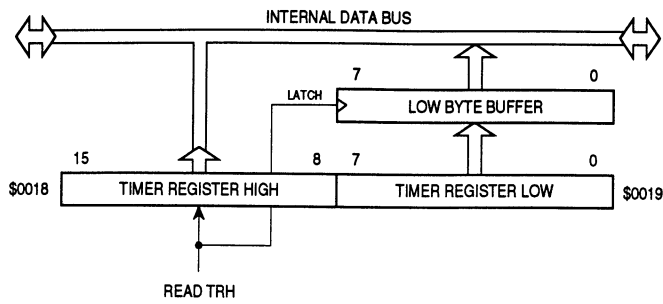 INTERNAL DATA BUS
7 0
LATCH
LOW BYTE BUFFER
15 8 7 0
$0018 TIMER REGISTER HIGH TIMER REGISTER LOW $0019
READ TRH